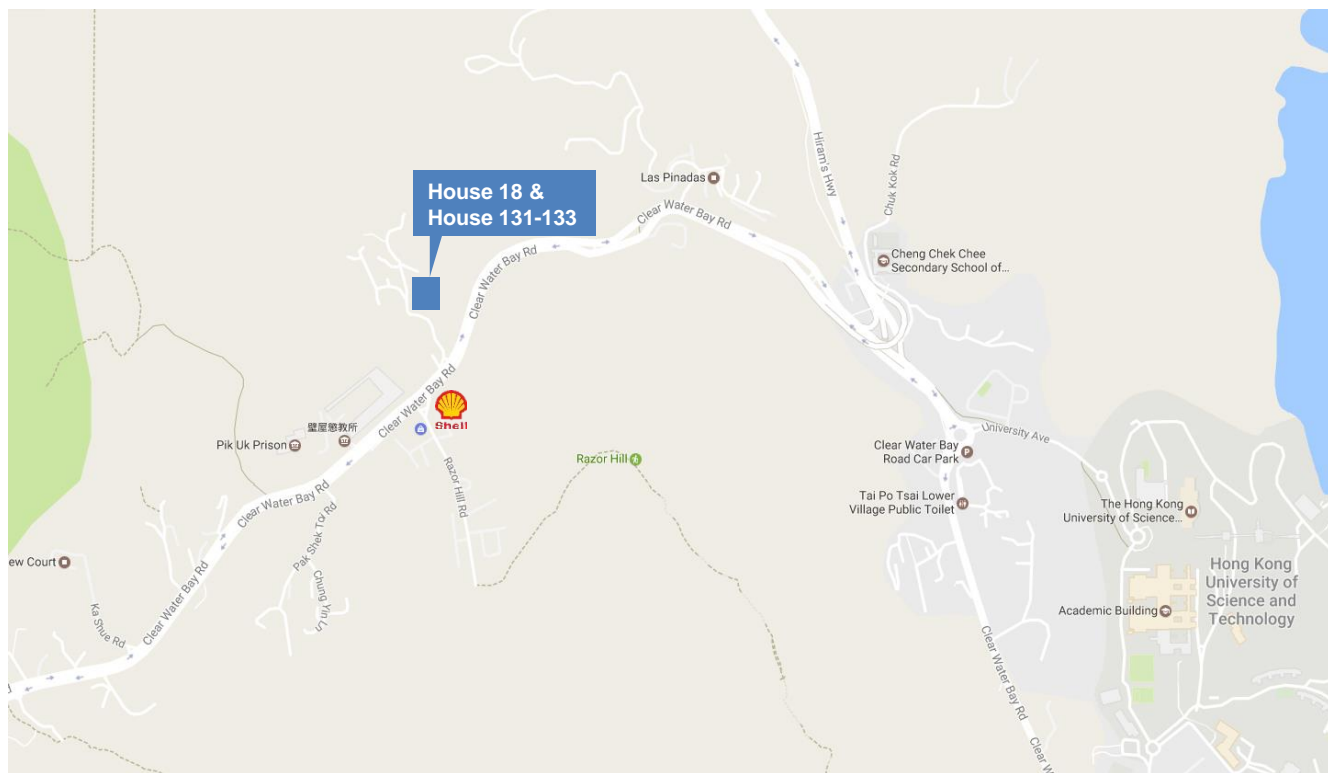 House 18 &
House 131-133
Las Pinadas
Hiram's Hwy
Chuk Kok Rd
Clear Water Bay Rd
Clear Water Bay Rd
Cheng Chek Chee
Secondary School of...
Clear Water Bay Rd
Shell
壁屋懲教所
Pik Uk Prison
Razor Hill
Razor Hill Rd
University Ave
Clear Water Bay
Road Car Park
Tai Po Tsai Lower
Village Public Toilet
The Hong Kong
University of Science...
Clear Water Bay Rd
Pak Shek Toi Rd
Chung Yin Ln
ew Court
Ka Shue Rd
Clear Water Bay Rd
Hong Kong
University of
Science and
Technology
Academic Building
Clear Water Bay Rd
Clear W